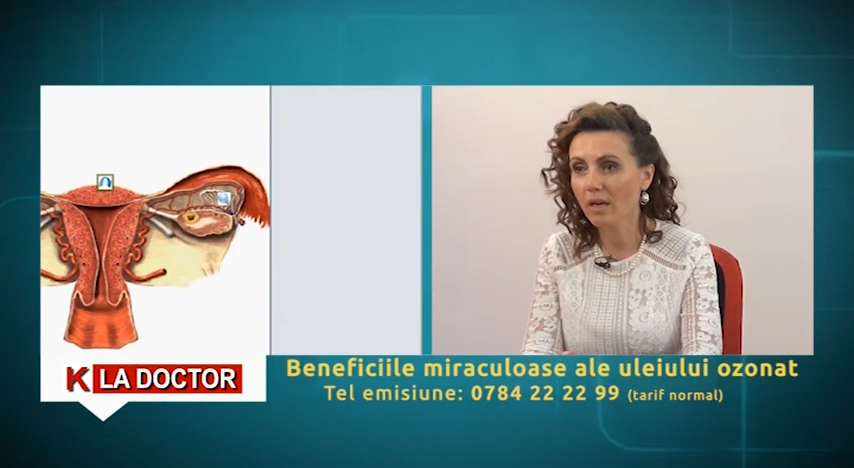 K LA DOCTOR
Beneficiile miraculoase ale uleiului ozonat
Tel emisiune: 0784 22 22 99 (tarif normal)